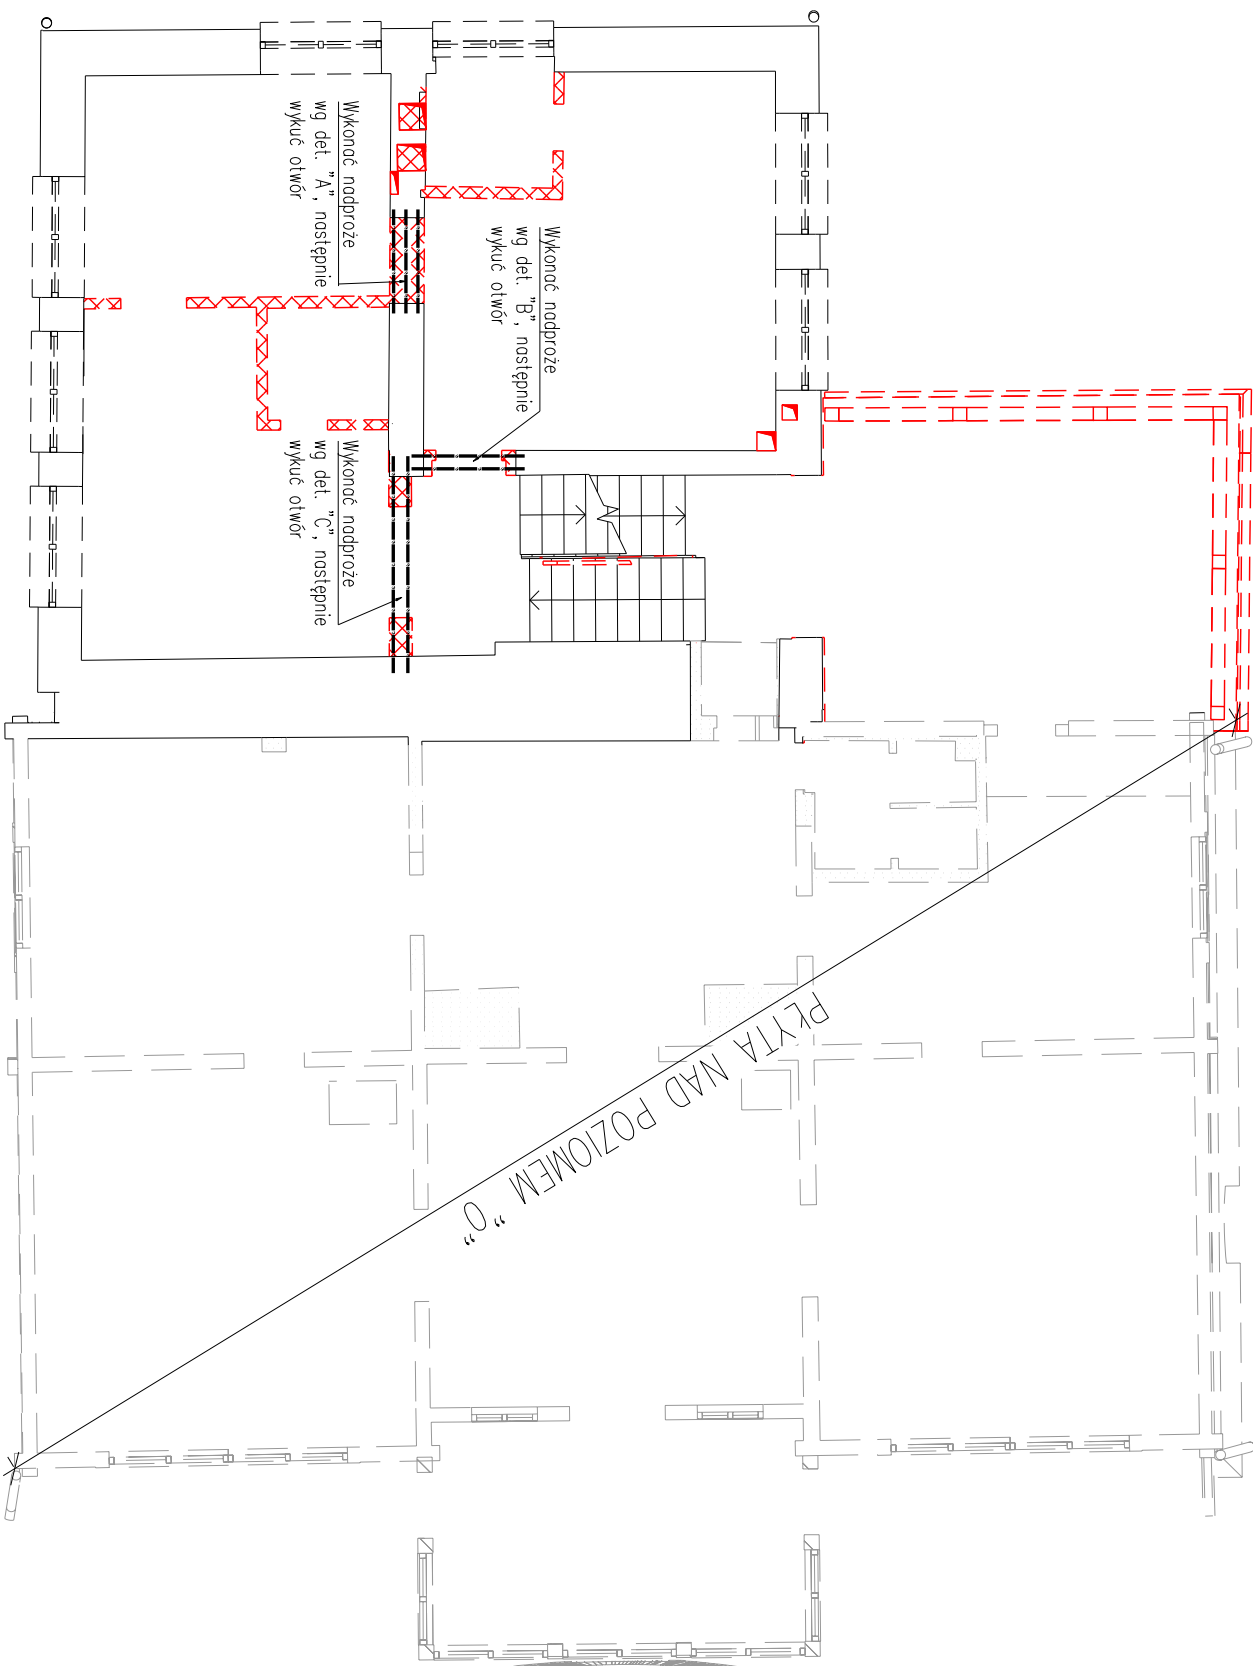 Wykonać nadproże
wg det. "A", następnie
wykuć otwór
Wykonać nadproże
wg det. "B", następnie
wykuć otwór
Wykonać nadproże
wg det. "C", następnie
wykuć otwór
PŁYTA NAD POZIOMEM "0"